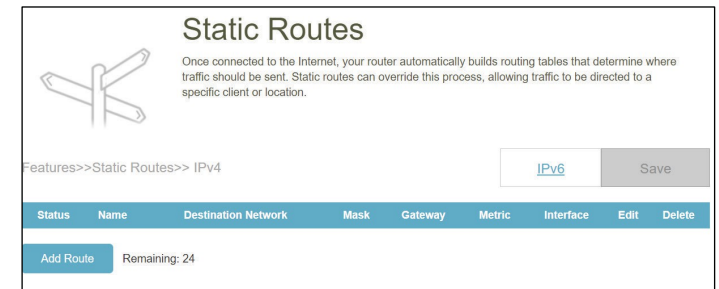 Static Routes
Once connected to the Internet, your router automatically builds routing tables that determine where
traffic should be sent. Static routes can override this process, allowing traffic to be directed to a
specific client or location.
Features>>Static Routes>> IPv4
IPv6
Save
Status Name Destination Network Mask Gateway Metric Interface Edit Delete
Add Route Remaining: 24